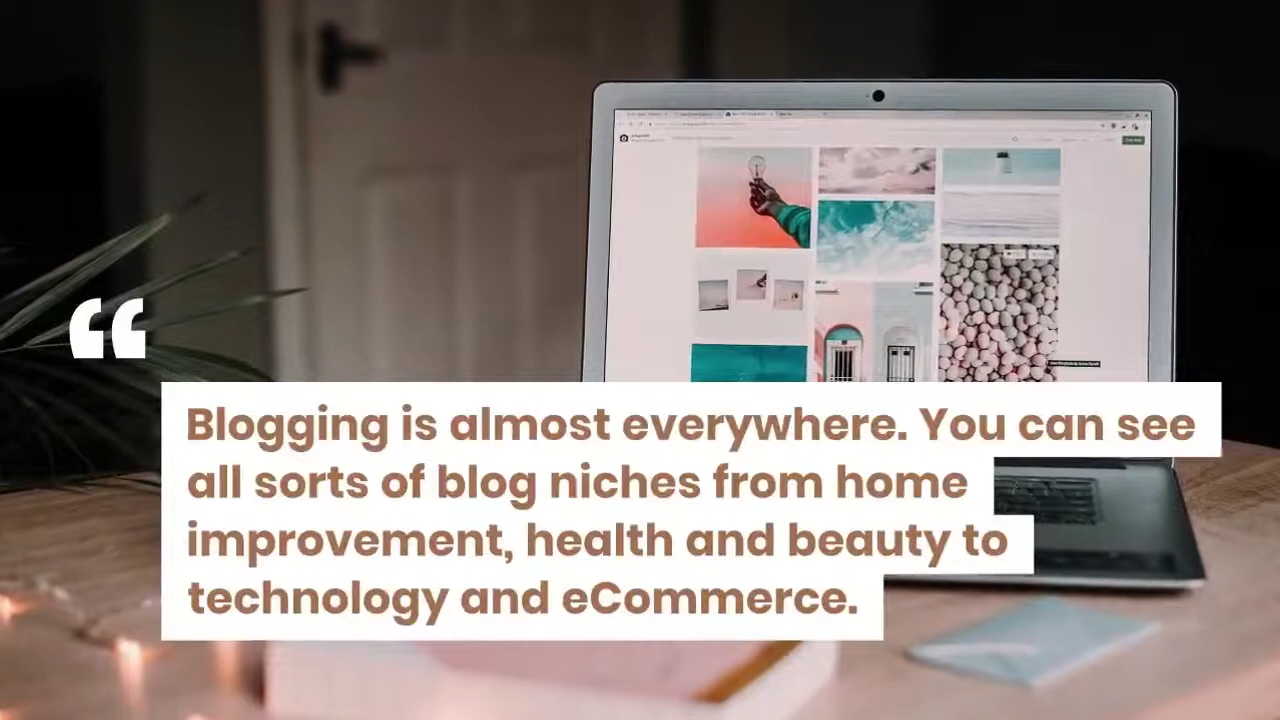 “
Blogging is almost everywhere. You can see
all sorts of blog niches from home
improvement, health and beauty to
technology and eCommerce.